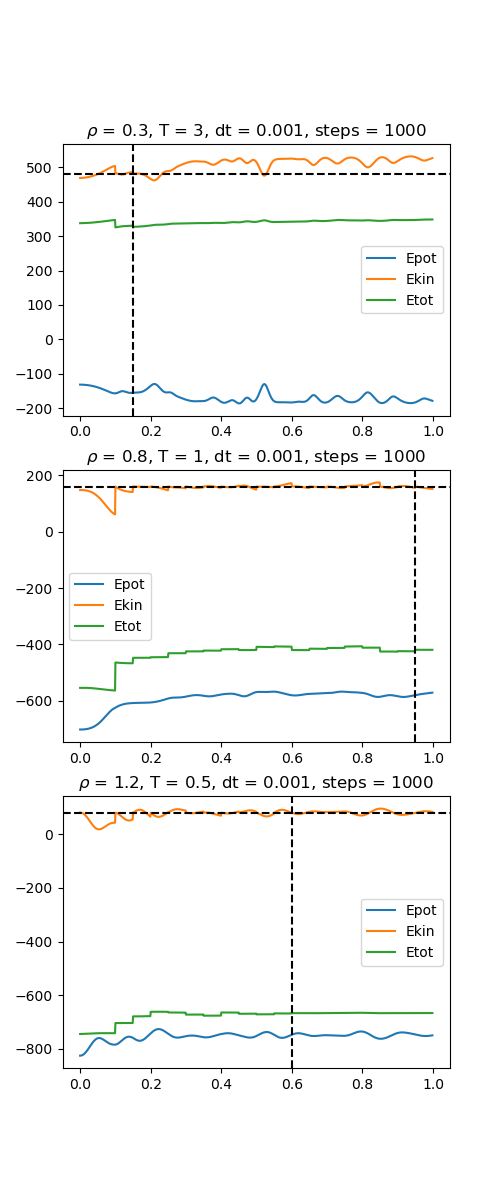 ρ = 0.3, T = 3, dt = 0.001, steps = 1000
500
400
300
200
100
0
−100
−200
Epot
Ekin
Etot
0.0 0.2 0.4 0.6 0.8 1.0
ρ = 0.8, T = 1, dt = 0.001, steps = 1000
200
0
−200
−400
−600
Epot
Ekin
Etot
0.0 0.2 0.4 0.6 0.8 1.0
ρ = 1.2, T = 0.5, dt = 0.001, steps = 1000
0
−200
−400
−600
−800
Epot
Ekin
Etot
0.0 0.2 0.4 0.6 0.8 1.0